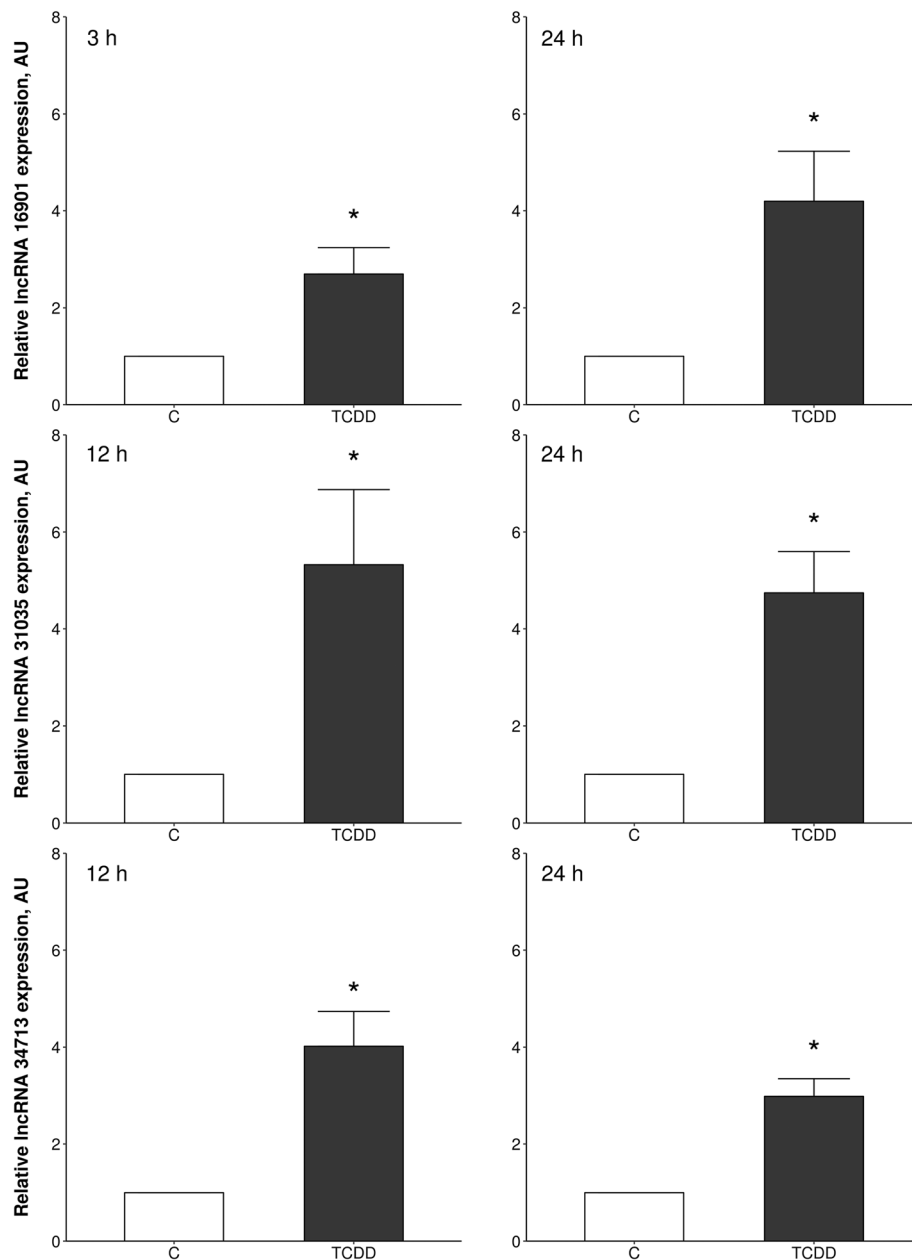 Relative lncRNA 16901 expression, AU
8
6
4
2
0
3 h
*
C
TCDD
8
6
4
2
0
24 h
*
C
TCDD
Relative lncRNA 31035 expression, AU
8
6
4
2
0
12 h
*
C
TCDD
8
6
4
2
0
24 h
*
C
TCDD
Relative lncRNA 34713 expression, AU
8
6
4
2
0
12 h
*
C
TCDD
8
6
4
2
0
24 h
*
C
TCDD